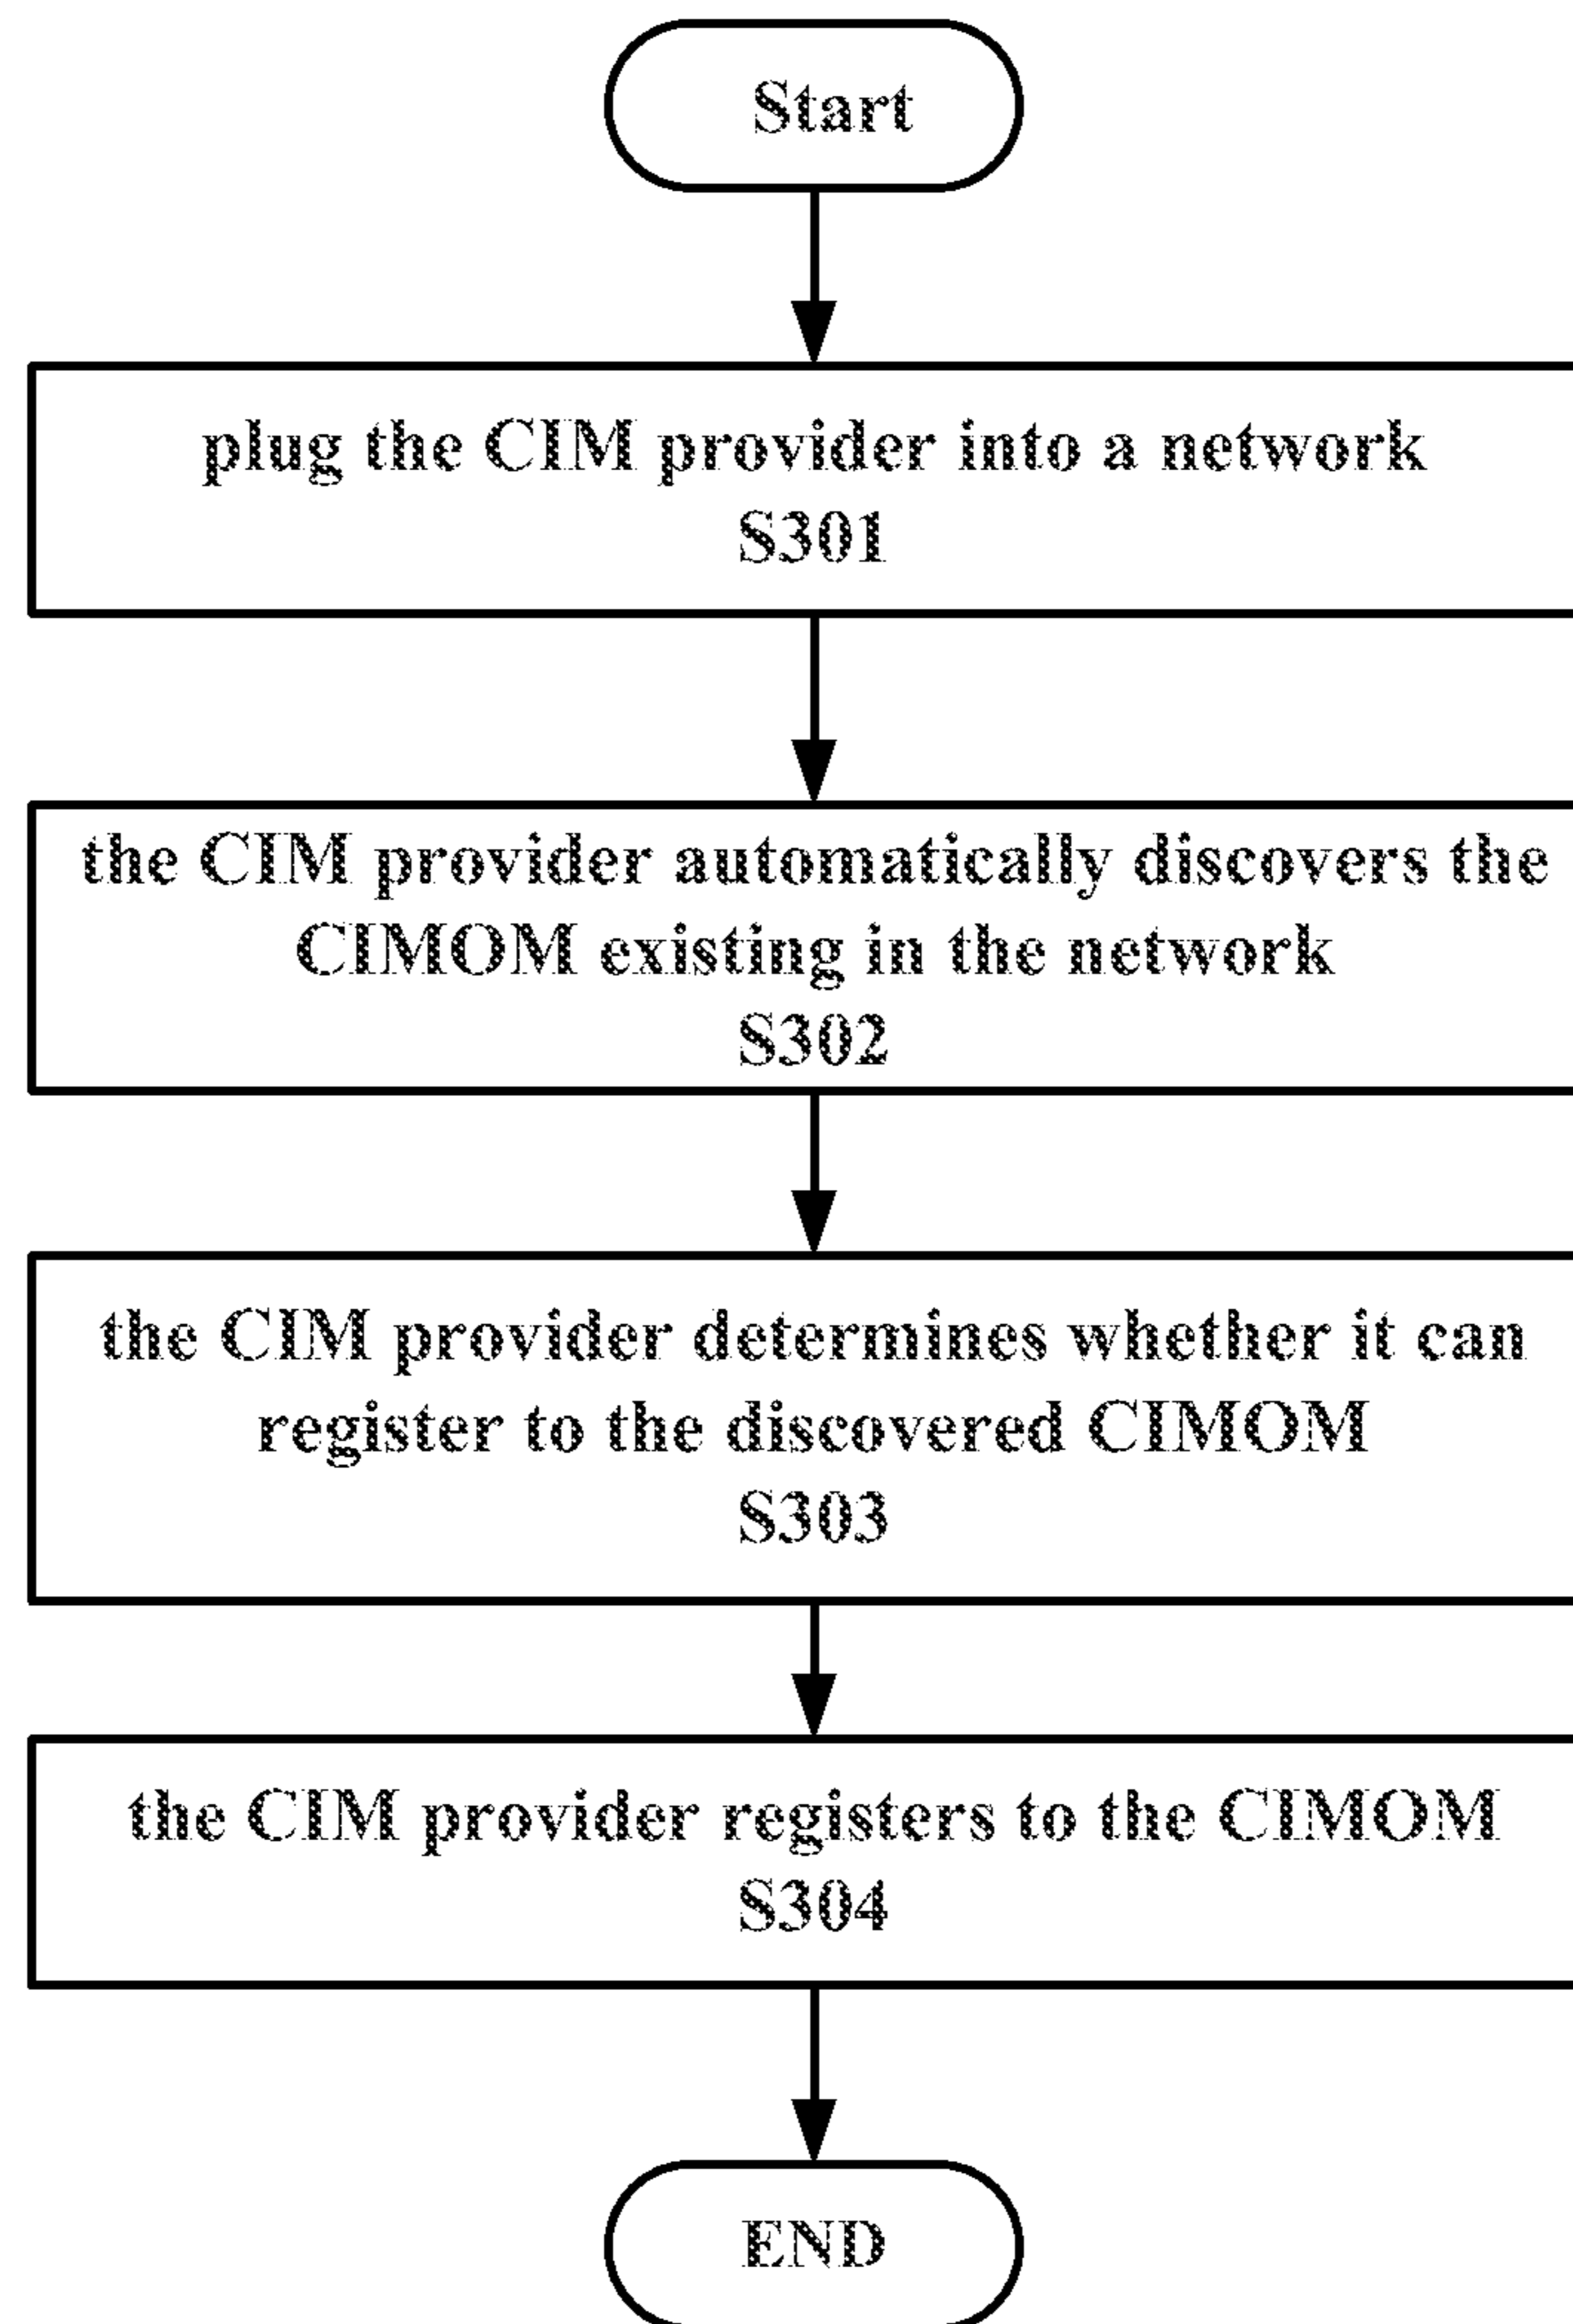 Start
plug the CIM provider into a network
S301
the CIM provider automatically discovers the
CIMOM existing in the network
S302
the CIM provider determines whether it can
register to the discovered CIMOM
S303
the CIM provider registers to the CIMOM
S304
END